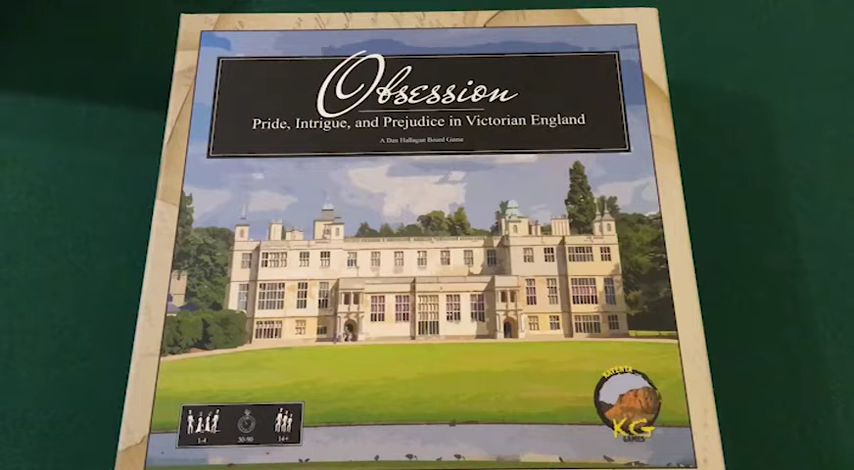 Obsession
Pride, Intrigue, and Prejudice in Victorian England
A Dan Hallagan Board Game
1-4
30-90
14+
KAYENTA
KG
GAMES